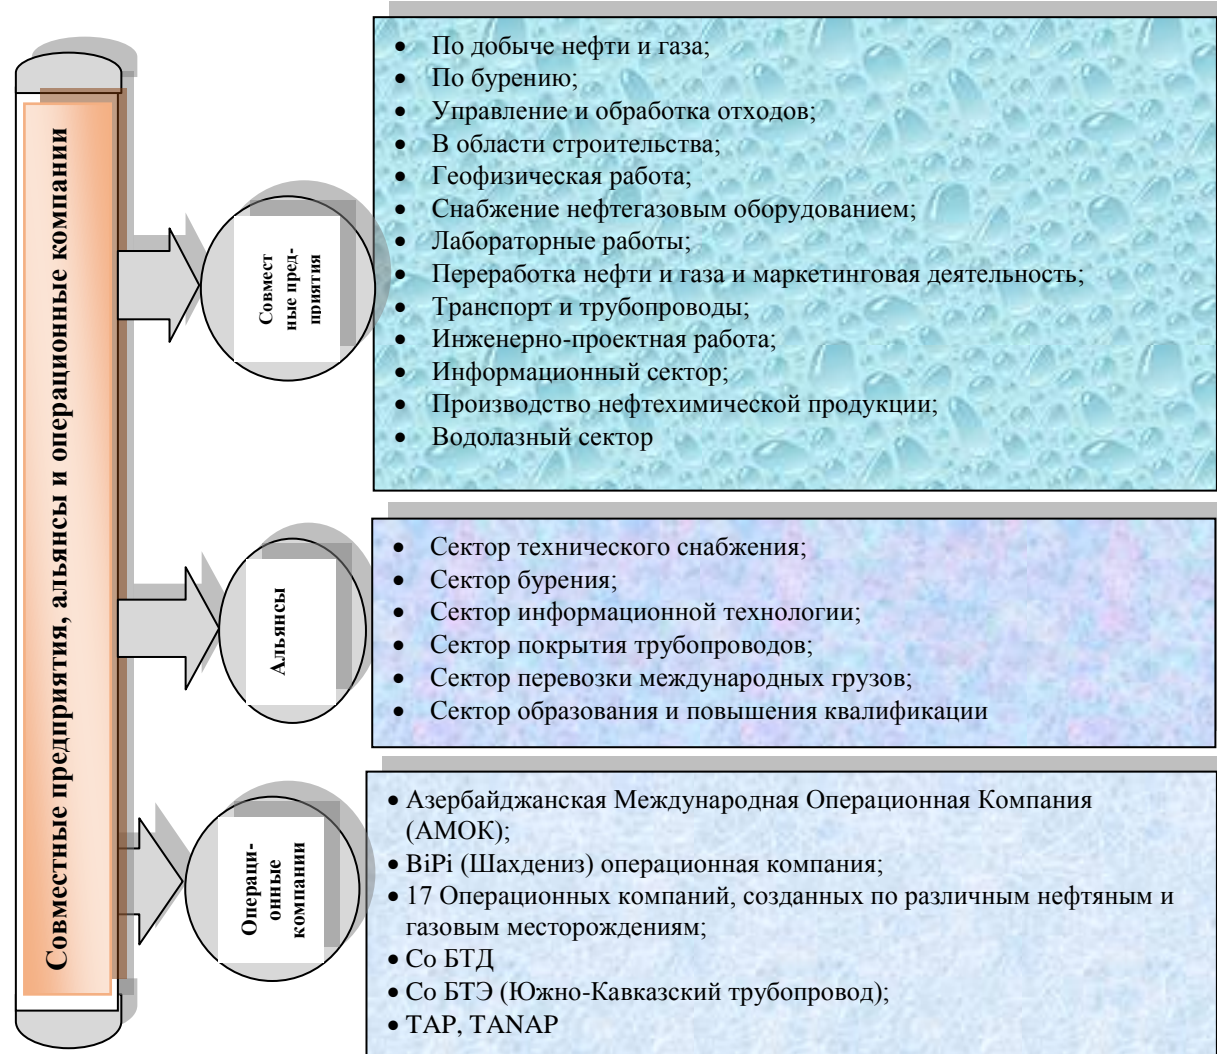 Совместные предприятия, альянсы и операционные компании
Совмест
ные пред-
приятия
• По добыче нефти и газа;
• По бурению;
• Управление и обработка отходов;
• В области строительства;
• Геофизическая работа;
• Снабжение нефтегазовым оборудованием;
• Лабораторные работы;
• Переработка нефти и газа и маркетинговая деятельность;
• Транспорт и трубопроводы;
• Инженерно-проектная работа;
• Информационный сектор;
• Производство нефтехимической продукции;
• Водолазный сектор
Альянсы
• Сектор технического снабжения;
• Сектор бурения;
• Сектор информационной технологии;
• Сектор покрытия трубопроводов;
• Сектор перевозки международных грузов;
• Сектор образования и повышения квалификации
Операци-
онные
компании
• Азербайджанская Международная Операционная Компания
(АМОК);
• BiPi (Шахдениз) операционная компания;
• 17 Операционных компаний, созданных по различным нефтяным и
газовым месторождениям;
• Со БТД
• Со БТЭ (Южно-Кавказский трубопровод);
• TAP, TANAP